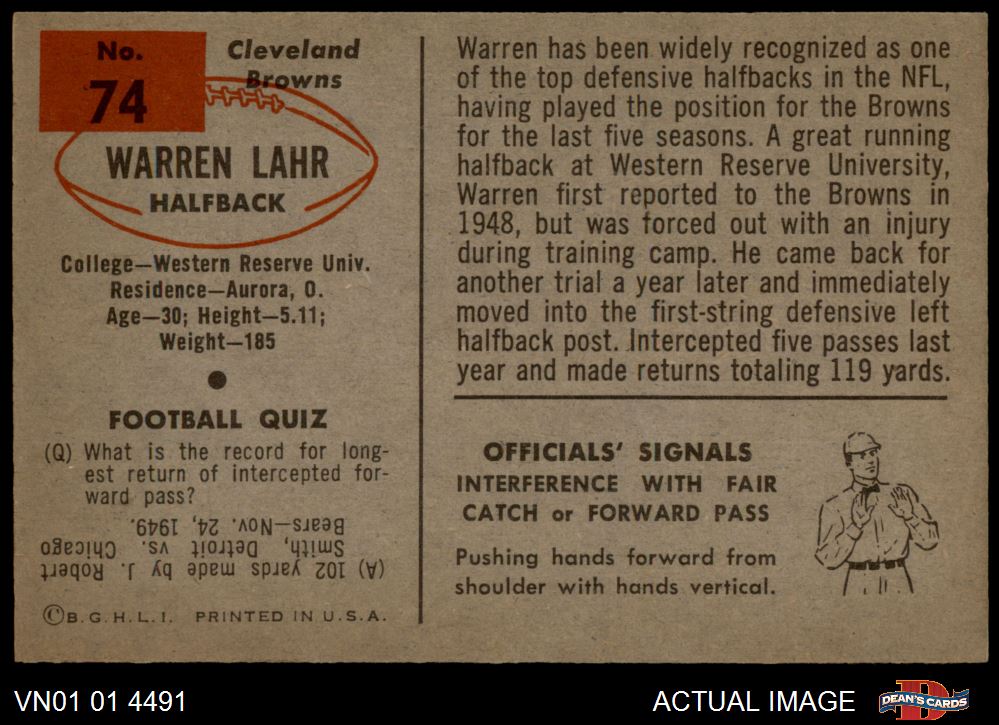 No.
74
Cleveland
Browns
WARREN LAHR
HALFBACK
College—Western Reserve Univ.
Residence—Aurora, O.
Age—30; Height—5.11;
Weight—185
FOOTBALL QUIZ
(Q) What is the record for long-
est return of intercepted for-
ward pass?
(A) 102 yards made by J. Robert
Smith, Detroit vs. Chicago
Bears—Nov. 24, 1949.
©B.G.H.L.I. PRINTED IN U.S.A.
Warren has been widely recognized as one
of the top defensive halfbacks in the NFL,
having played the position for the Browns
for the last five seasons. A great running
halfback at Western Reserve University,
Warren first reported to the Browns in
1948, but was forced out with an injury
during training camp. He came back for
another trial a year later and immediately
moved into the first-string defensive left
halfback post. Intercepted five passes last
year and made returns totaling 119 yards.
OFFICIALS' SIGNALS
INTERFERENCE WITH FAIR
CATCH or FORWARD PASS
Pushing hands forward from
shoulder with hands vertical.
VN01 01 4491
ACTUAL IMAGE
DEAN'S CARDS